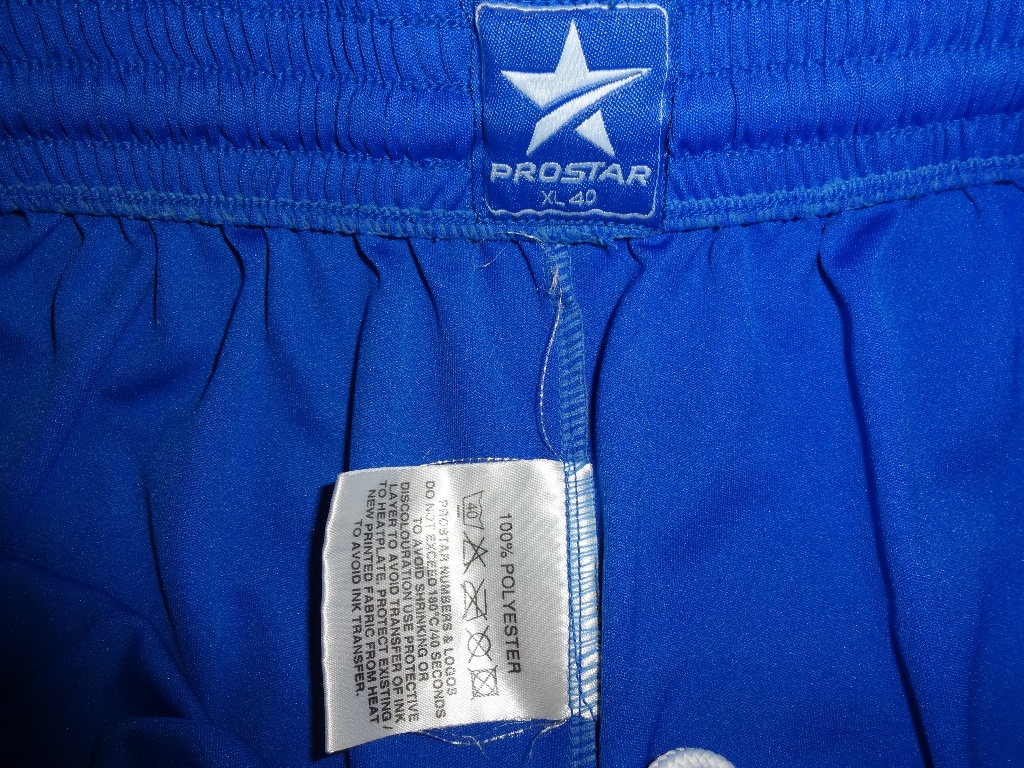 PROSTAR
XL 40
100% POLYESTER
40
PROSTAR NUMBERS & LOGOS
DO NOT EXCEED 180°C/40 SECONDS
TO AVOID SHRINKING OR
DISCOLOURATION USE PROTECTIVE
LAYER TO AVOID TRANSFER OF INK
TO HEATPLATE. PROTECT EXISTING /
NEW PRINTED FABRIC FROM HEAT
TO AVOID INK TRANSFER.